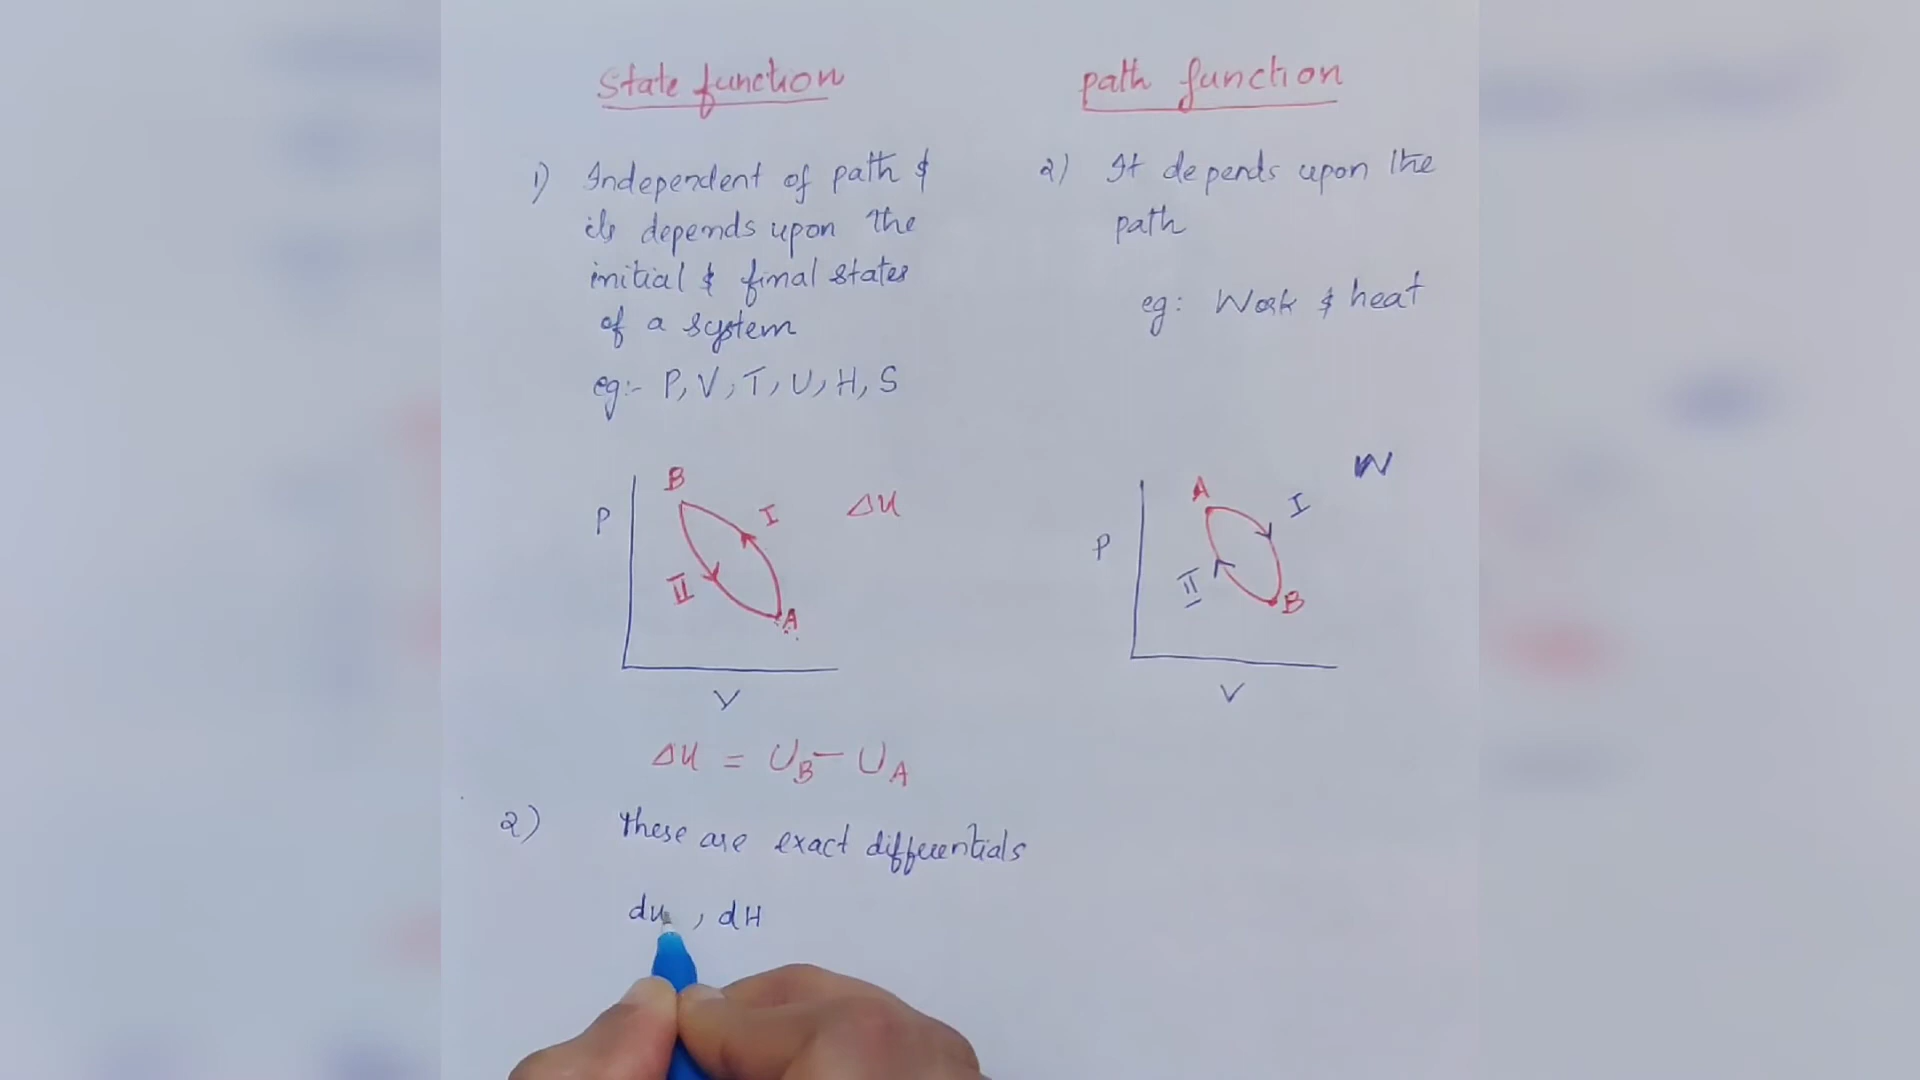 State function
1) Independent of path &
its depends upon the
initial & final states
of a system
eg:- P, V, T, U, H, S
B
I
ΔU
P
II
A
V
ΔU = U_B - U_A
2) these are exact differentials
du, dH
path function
2) It depends upon the
path
eg: Work & heat
W
A
I
P
II
B
V